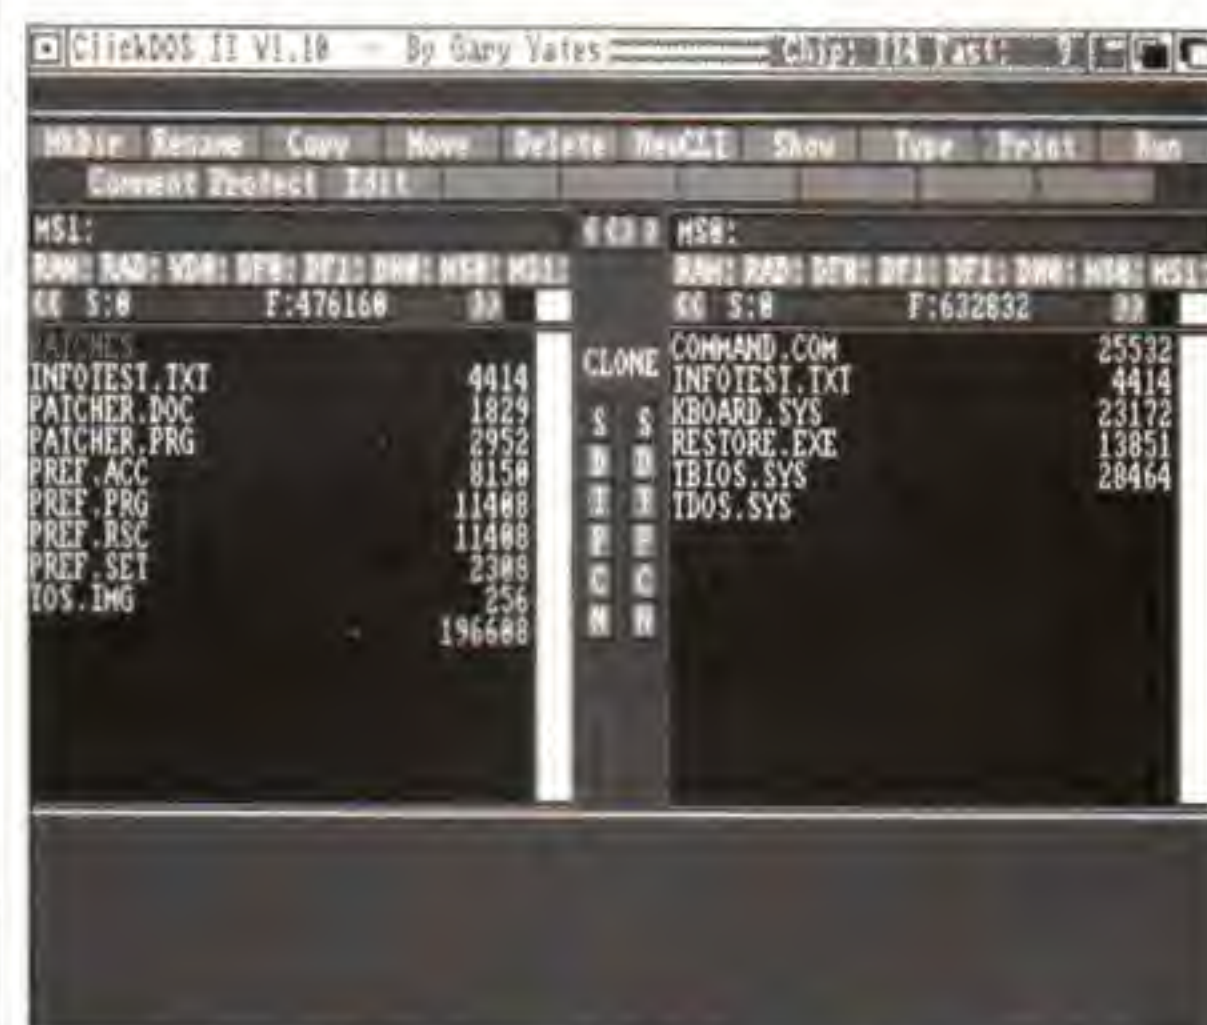 ClickDOS II V1.10 - By Gary Yates Chip: Fast:
MkDir Rename Copy Move Delete NewCLI Show Type Print Run
Comment Protect Edit
MS1: MS0:
RAM: RAD: VD0: DF0: DF1: DH0: MS0: MS1: RAM: RAD: DF0: DF1: DF1: DH0: MS0: MS1:
<< S:0 F:476160 >> << S:0 F:632832 >>
PATCHES
INFOTEST.TXT 4414
PATCHER.DOC 1829
PATCHER.PRG 2952
PREF.ACC 8150
PREF.PRG 11408
PREF.RSC 11408
PREF.SET 2308
TOS.IMG 256
196608
CLONE
S S
D D
I I
P P
C C
N N
COMMAND.COM 25532
INFOTEST.TXT 4414
KBOARD.SYS 23172
RESTORE.EXE 13851
TBIOS.SYS 28464
TDOS.SYS